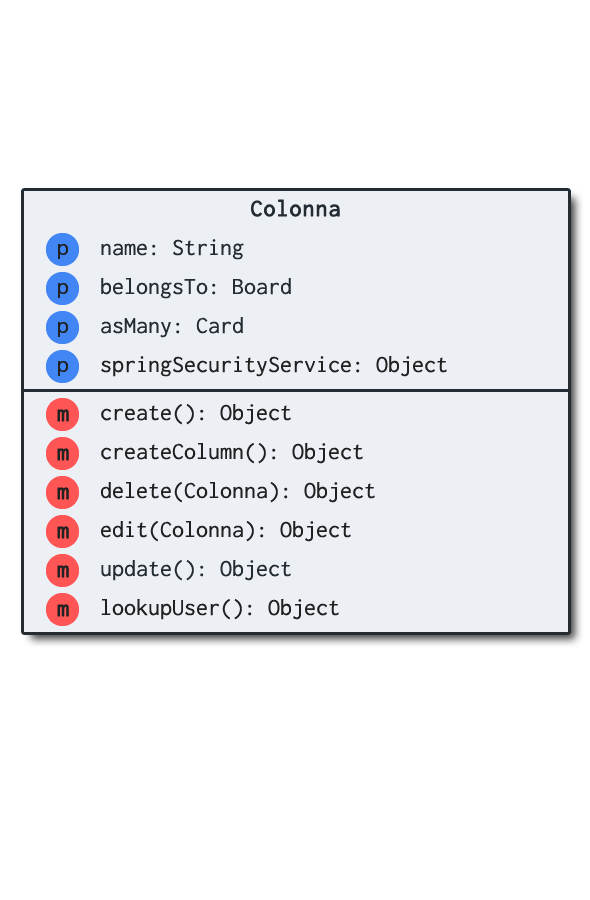 Colonna
p name: String
p belongsTo: Board
p asMany: Card
p springSecurityService: Object
m create(): Object
m createColumn(): Object
m delete(Colonna): Object
m edit(Colonna): Object
m update(): Object
m lookupUser(): Object